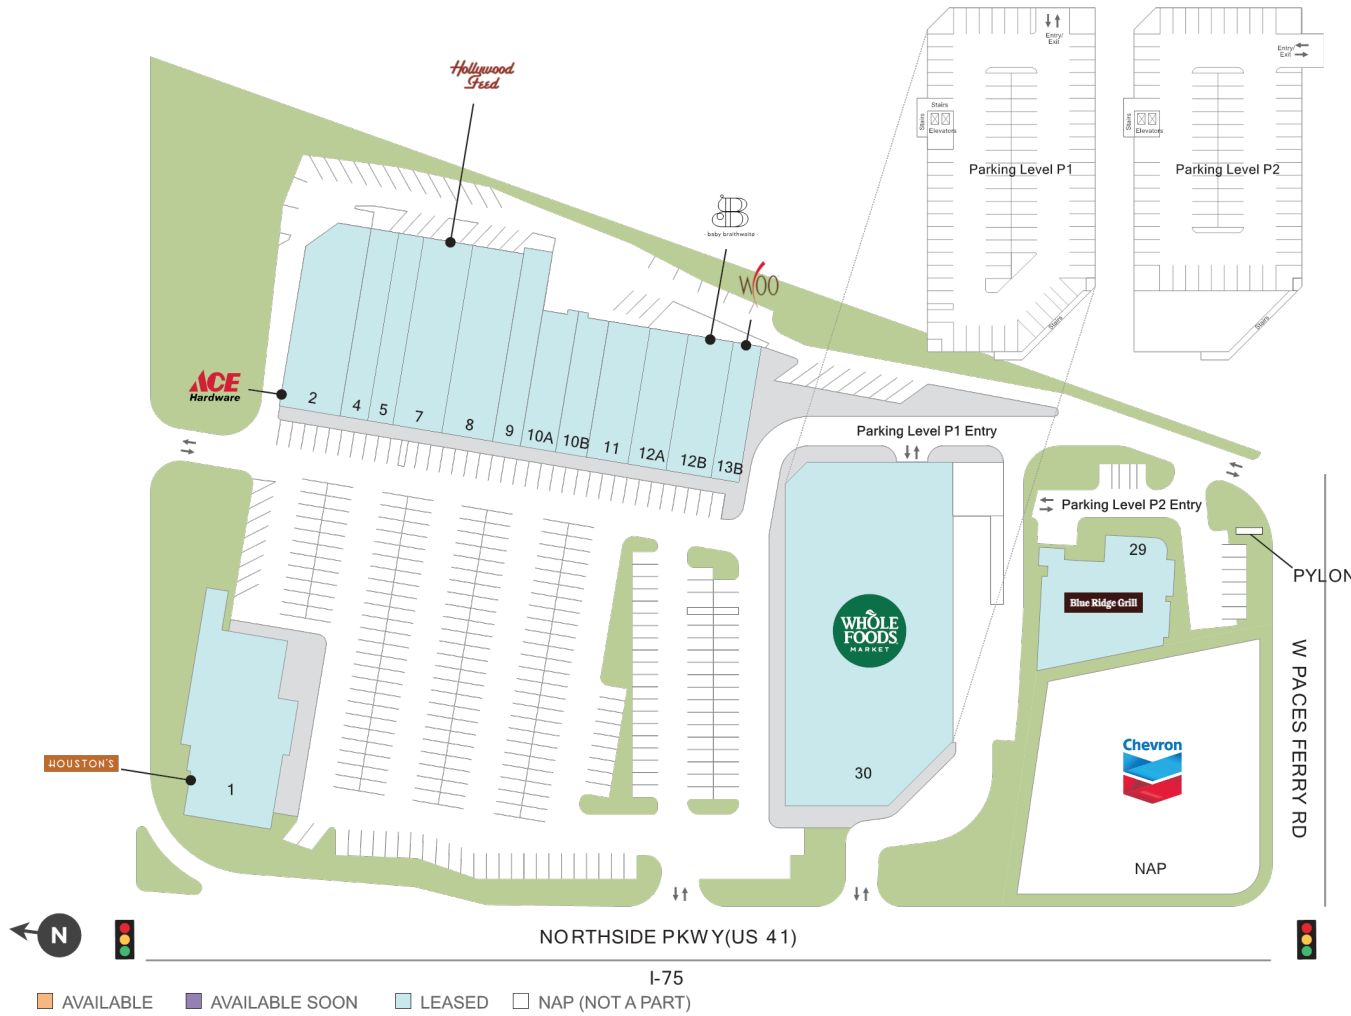 Hollywood
Feed
Entry/
Exit
Stairs
Stairs
Elevators
Parking Level P1
Stairs
Entry/
Exit
Stairs
Elevators
Parking Level P2
Stairs
B
· baby braithwaite ·
WOO
ACE
Hardware
2
4
5
7
8
9
10A
10B
11
12A
12B
13B
Parking Level P1 Entry
Parking Level P2 Entry
29
Blue Ridge Grill
PYLON
WHOLE
FOODS
MARKET
30
W PACES FERRY RD
Chevron
NAP
HOUSTON'S
1
N
NORTHSIDE PKWY(US 41)
I-75
AVAILABLE
AVAILABLE SOON
LEASED
NAP (NOT A PART)